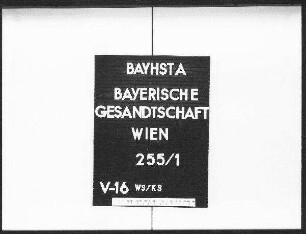 BAYHSTA
BAYERISCHE
GESANDTSCHAFT
WIEN
255/1
V-16 WS/KS